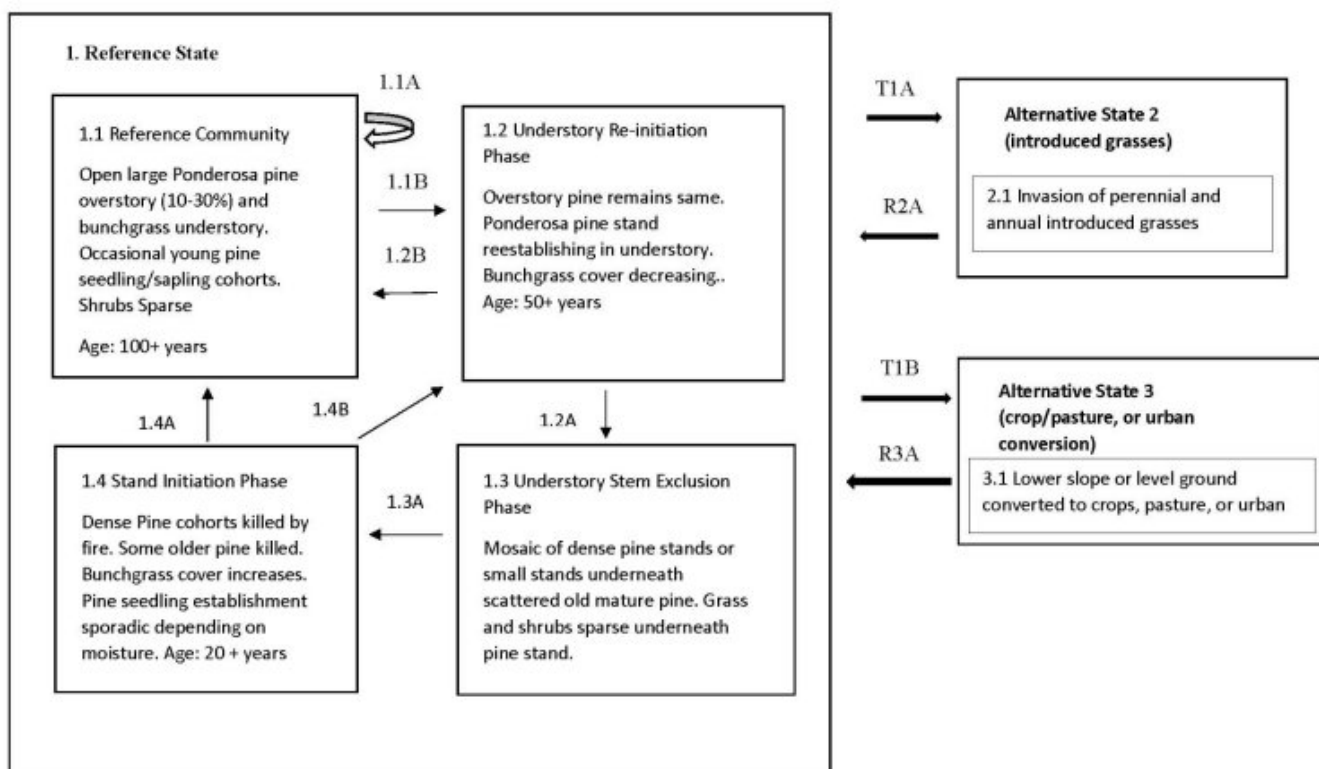 1. Reference State
1.1 Reference Community
Open large Ponderosa pine
overstory (10-30%) and
bunchgrass understory.
Occasional young pine
seedling/sapling cohorts.
Shrubs Sparse
Age: 100+ years
1.1A
1.1B
1.2B
1.2 Understory Re-initiation
Phase
Overstory pine remains same.
Ponderosa pine stand
reestablishing in understory.
Bunchgrass cover decreasing..
Age: 50+ years
1.4A
1.4B
1.2A
1.4 Stand Initiation Phase
Dense Pine cohorts killed by
fire. Some older pine killed.
Bunchgrass cover increases.
Pine seedling establishment
sporadic depending on
moisture. Age: 20 + years
1.3A
1.3 Understory Stem Exclusion
Phase
Mosaic of dense pine stands or
small stands underneath
scattered old mature pine. Grass
and shrubs sparse underneath
pine stand.
T1A
R2A
Alternative State 2
(introduced grasses)
2.1 Invasion of perennial and
annual introduced grasses
T1B
R3A
Alternative State 3
(crop/pasture, or urban
conversion)
3.1 Lower slope or level ground
converted to crops, pasture, or urban